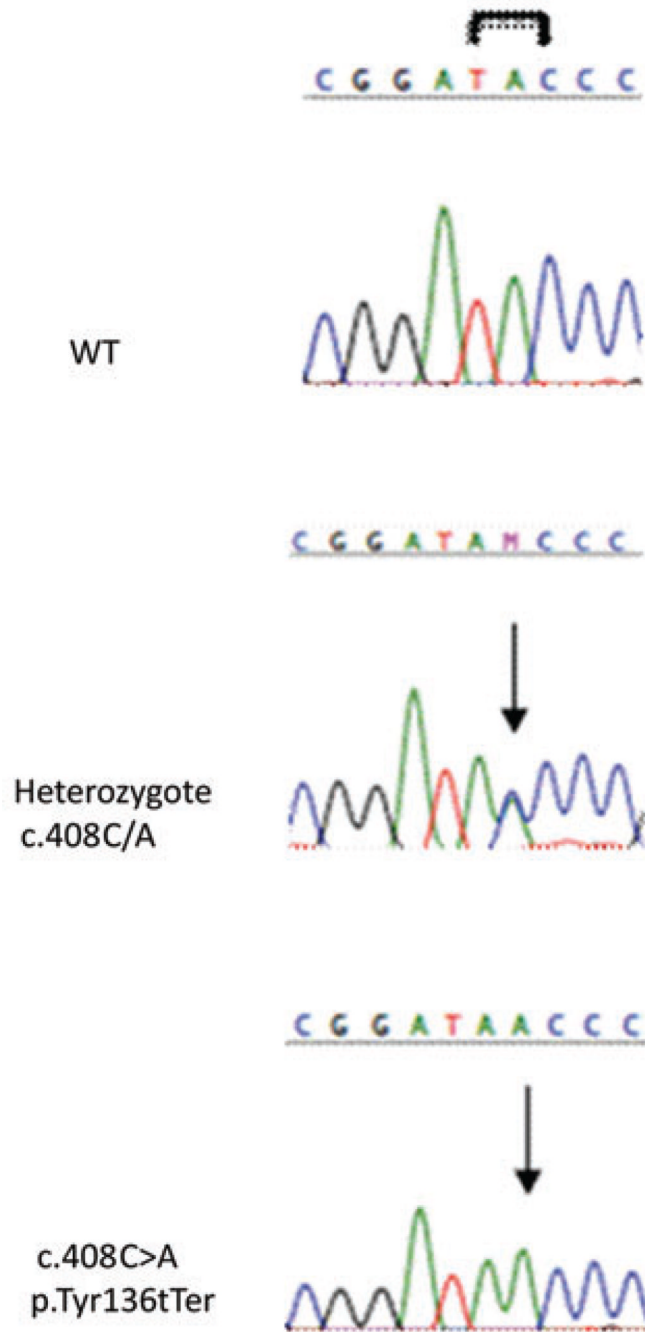 C G G A T A C C C
WT
C G G A T A M C C C
Heterozygote
c.408C/A
C G G A T A A C C C
c.408C>A
p.Tyr136tTer